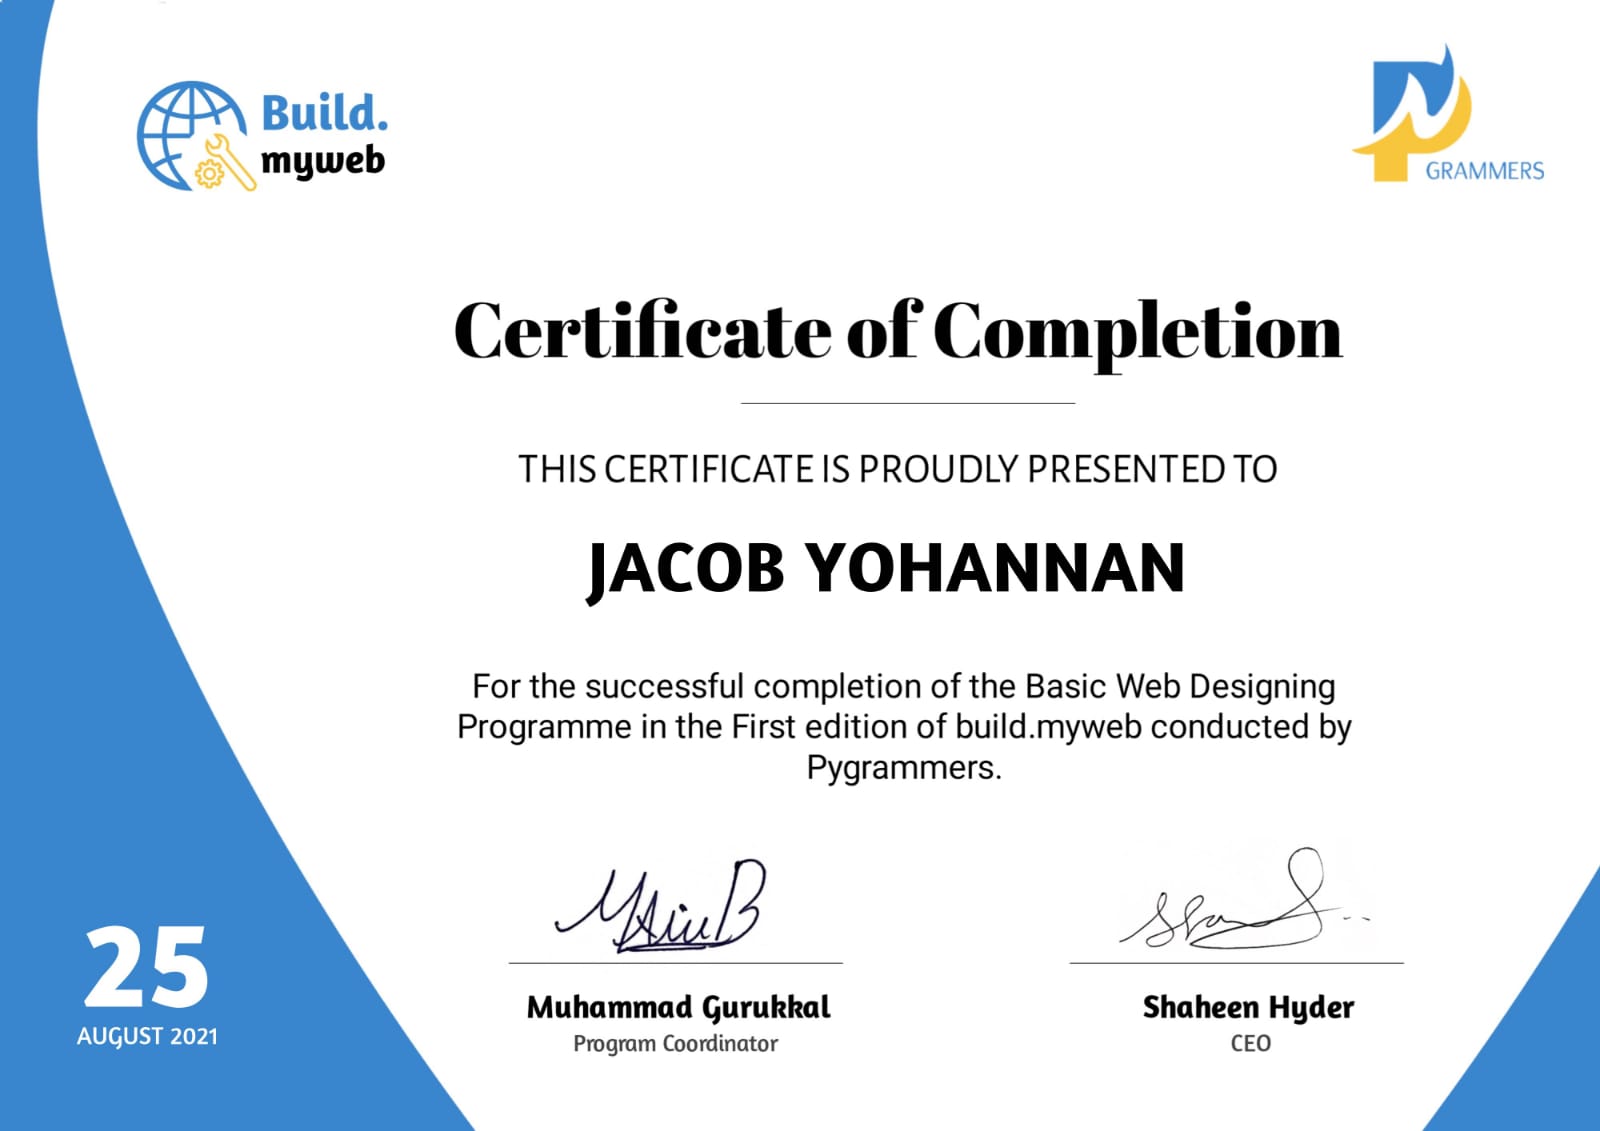 Build.
myweb
GRAMMERS
Certificate of Completion
THIS CERTIFICATE IS PROUDLY PRESENTED TO
JACOB YOHANNAN
For the successful completion of the Basic Web Designing
Programme in the First edition of build.myweb conducted by
Pygrammers.
25
AUGUST 2021
Muhammad Gurukkal
Program Coordinator
Shaheen Hyder
CEO